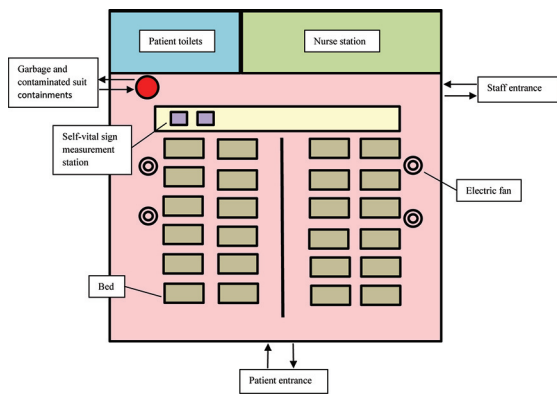 Patient toilets
Nurse station
Garbage and
contaminated suit
containments
Staff entrance
Self-vital sign
measurement
station
Electric fan
Bed
Patient entrance